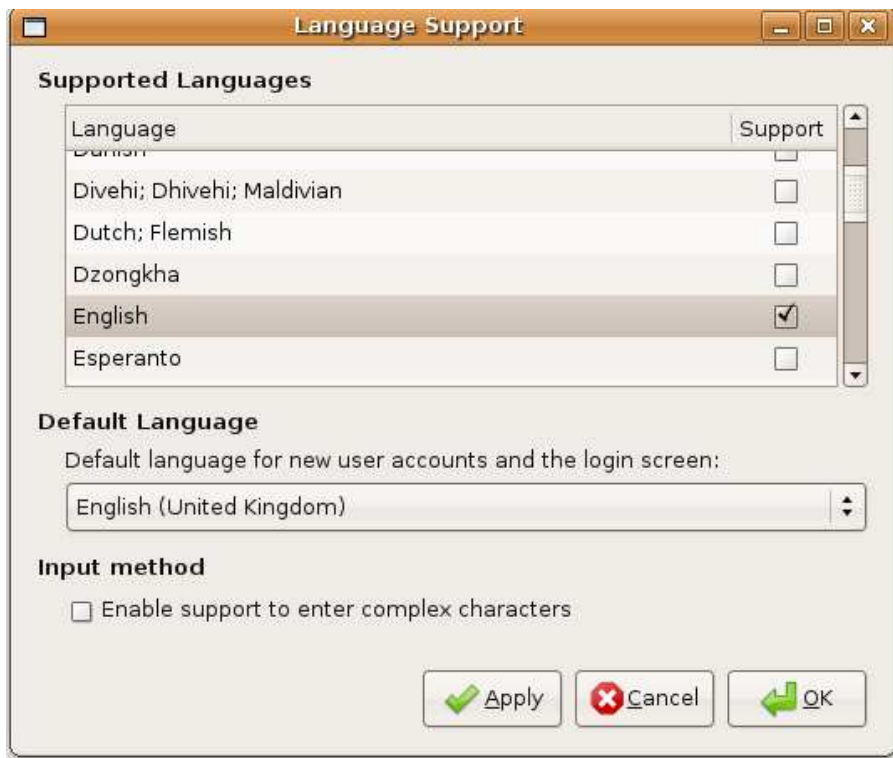 Language Support
Supported Languages
Language Support
Danish
Divehi; Dhivehi; Maldivian
Dutch; Flemish
Dzongkha
English
Esperanto
Default Language
Default language for new user accounts and the login screen:
English (United Kingdom)
Input method
Enable support to enter complex characters
Apply Cancel OK